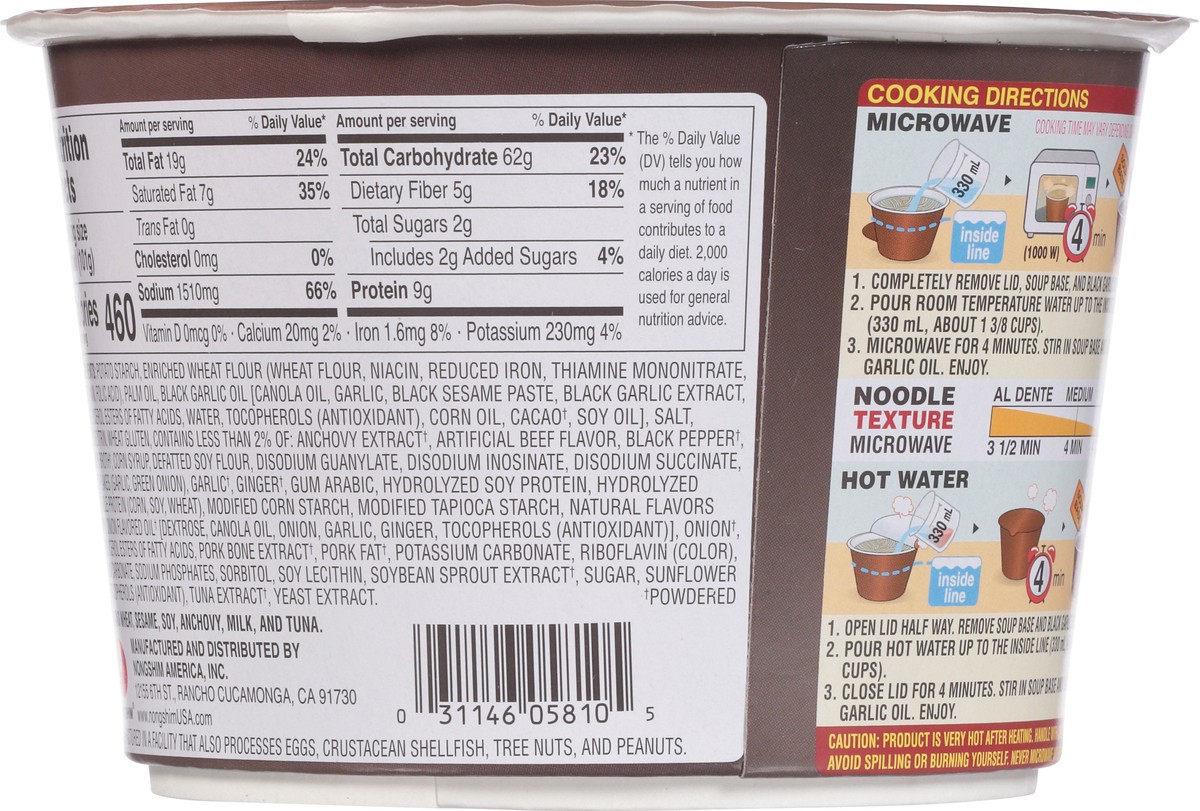 Amount per serving % Daily Value* Amount per serving % Daily Value*
Total Fat 19g 24% Total Carbohydrate 62g 23%
Saturated Fat 7g 35% Dietary Fiber 5g 18%
Trans Fat 0g Total Sugars 2g
Cholesterol 0mg 0% Includes 2g Added Sugars 4%
Sodium 1510mg 66% Protein 9g
460
Vitamin D 0mcg 0% · Calcium 20mg 2% · Iron 1.6mg 8% · Potassium 230mg 4%
* The % Daily Value
(DV) tells you how
much a nutrient in
a serving of food
contributes to a
daily diet. 2,000
calories a day is
used for general
nutrition advice.
POTATO STARCH, ENRICHED WHEAT FLOUR (WHEAT FLOUR, NIACIN, REDUCED IRON, THIAMINE MONONITRATE,
ACID), PALM OIL, BLACK GARLIC OIL [CANOLA OIL, GARLIC, BLACK SESAME PASTE, BLACK GARLIC EXTRACT,
ESTERS OF FATTY ACIDS, WATER, TOCOPHEROLS (ANTIOXIDANT), CORN OIL, CACAO†, SOY OIL], SALT,
WHEAT GLUTEN, CONTAINS LESS THAN 2% OF: ANCHOVY EXTRACT†, ARTIFICIAL BEEF FLAVOR, BLACK PEPPER†,
CORN SYRUP, DEFATTED SOY FLOUR, DISODIUM GUANYLATE, DISODIUM INOSINATE, DISODIUM SUCCINATE,
(GARLIC, GREEN ONION), GARLIC†, GINGER†, GUM ARABIC, HYDROLYZED SOY PROTEIN, HYDROLYZED
PROTEIN (CORN, SOY, WHEAT), MODIFIED CORN STARCH, MODIFIED TAPIOCA STARCH, NATURAL FLAVORS
FLAVORED OIL† [DEXTROSE, CANOLA OIL, ONION, GARLIC, GINGER, TOCOPHEROLS (ANTIOXIDANT)], ONION†,
ESTERS OF FATTY ACIDS, PORK BONE EXTRACT†, PORK FAT†, POTASSIUM CARBONATE, RIBOFLAVIN (COLOR),
SODIUM PHOSPHATES, SORBITOL, SOY LECITHIN, SOYBEAN SPROUT EXTRACT†, SUGAR, SUNFLOWER
(ANTIOXIDANT), TUNA EXTRACT†, YEAST EXTRACT. †POWDERED
WHEAT, SESAME, SOY, ANCHOVY, MILK, AND TUNA.
MANUFACTURED AND DISTRIBUTED BY
NONGSHIM AMERICA, INC.
12155 6TH ST., RANCHO CUCAMONGA, CA 91730
www.nongshimUSA.com
IN A FACILITY THAT ALSO PROCESSES EGGS, CRUSTACEAN SHELLFISH, TREE NUTS, AND PEANUTS.
0 31146 05810 5
COOKING DIRECTIONS
MICROWAVE COOKING TIME MAY VARY
330 mL
inside
line
(1000 W) 4 min
1. COMPLETELY REMOVE LID, SOUP BASE, AND BLACK
2. POUR ROOM TEMPERATURE WATER UP TO THE
(330 mL, ABOUT 1 3/8 CUPS).
3. MICROWAVE FOR 4 MINUTES. STIR IN SOUP BASE
GARLIC OIL. ENJOY.
NOODLE
TEXTURE
MICROWAVE
AL DENTE MEDIUM
3 1/2 MIN 4 MIN
HOT WATER
330 mL
inside
line
4 min
1. OPEN LID HALF WAY. REMOVE SOUP BASE AND BLACK
2. POUR HOT WATER UP TO THE INSIDE LINE (330 mL,
CUPS).
3. CLOSE LID FOR 4 MINUTES. STIR IN SOUP BASE
GARLIC OIL. ENJOY.
CAUTION: PRODUCT IS VERY HOT AFTER HEATING. HANDLE
AVOID SPILLING OR BURNING YOURSELF. NEVER